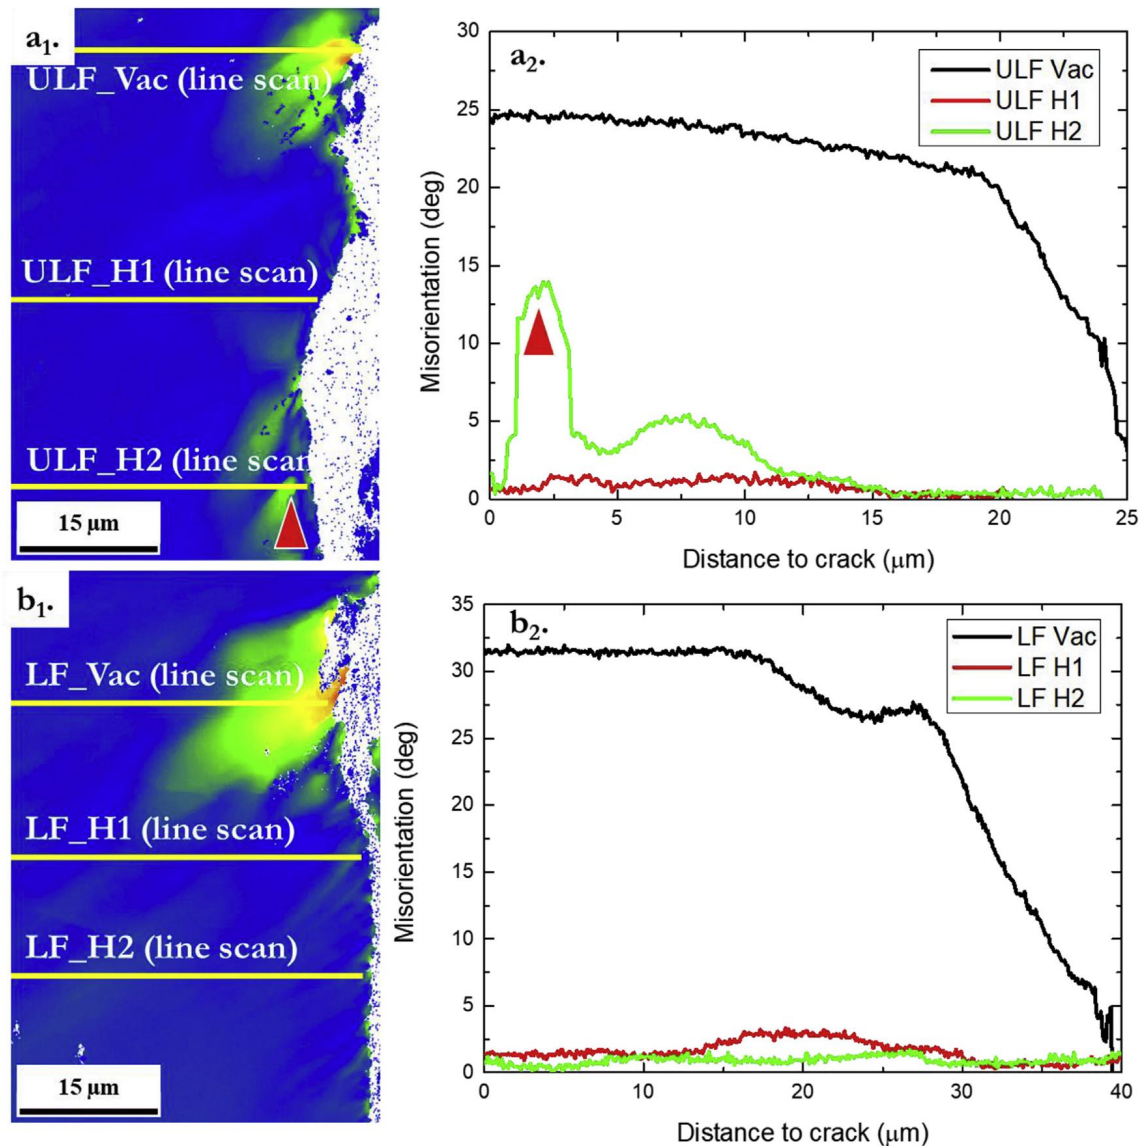 a₁.
ULF_Vac (line scan)
ULF_H1 (line scan)
ULF_H2 (line scan
15 µm
a₂.
30
25
20
15
10
5
0
Misorientation (deg)
ULF Vac
ULF H1
ULF H2
0 5 10 15 20 25
Distance to crack (µm)
b₁.
LF_Vac (line scan)
LF_H1 (line scan)
LF_H2 (line scan)
15 µm
b₂.
35
30
25
20
15
10
5
0
Misorientation (deg)
LF Vac
LF H1
LF H2
0 10 20 30 40
Distance to crack (µm)